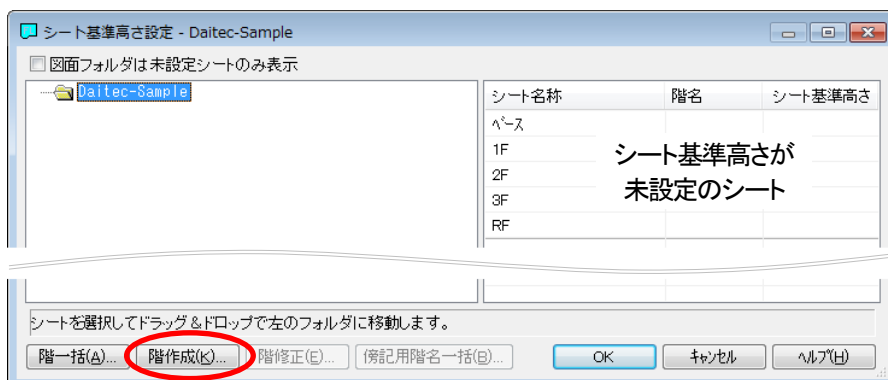 シート基準高さ設定 - Daitec-Sample
図面フォルダは未設定シートのみ表示
Daitec-Sample
シート名称 階名 シート基準高さ
ﾍﾞｰｽ
1F
2F
3F
RF
シート基準高さが
未設定のシート
シートを選択してドラッグ＆ドロップで左のフォルダに移動します。
階一括(A)... 階作成(K)... 階修正(E)... 傍記用階名一括(B)... OK ｷｬﾝｾﾙ ﾍﾙﾌﾟ(H)